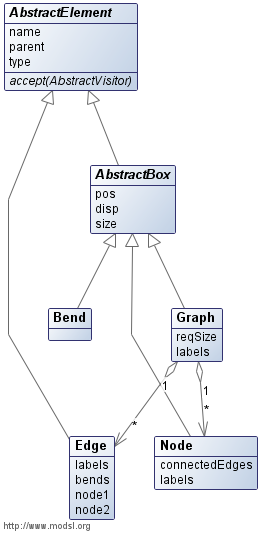 AbstractElement
name
parent
type
accept(AbstractVisitor)
AbstractBox
pos
disp
size
Bend
Graph
reqSize
labels
1
1
*
*
Edge
labels
bends
node1
node2
Node
connectedEdges
labels
http://www.modsl.org